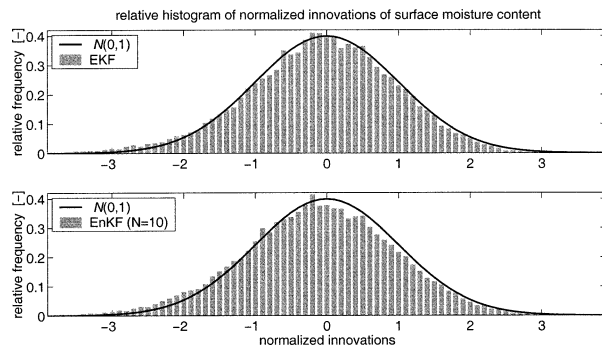 relative histogram of normalized innovations of surface moisture content
relative frequency [–]
0.4
0.3
0.2
0.1
0
N(0,1)
EKF
−3 −2 −1 0 1 2 3
relative frequency [–]
0.4
0.3
0.2
0.1
0
N(0,1)
EnKF (N=10)
−3 −2 −1 0 1 2 3
normalized innovations